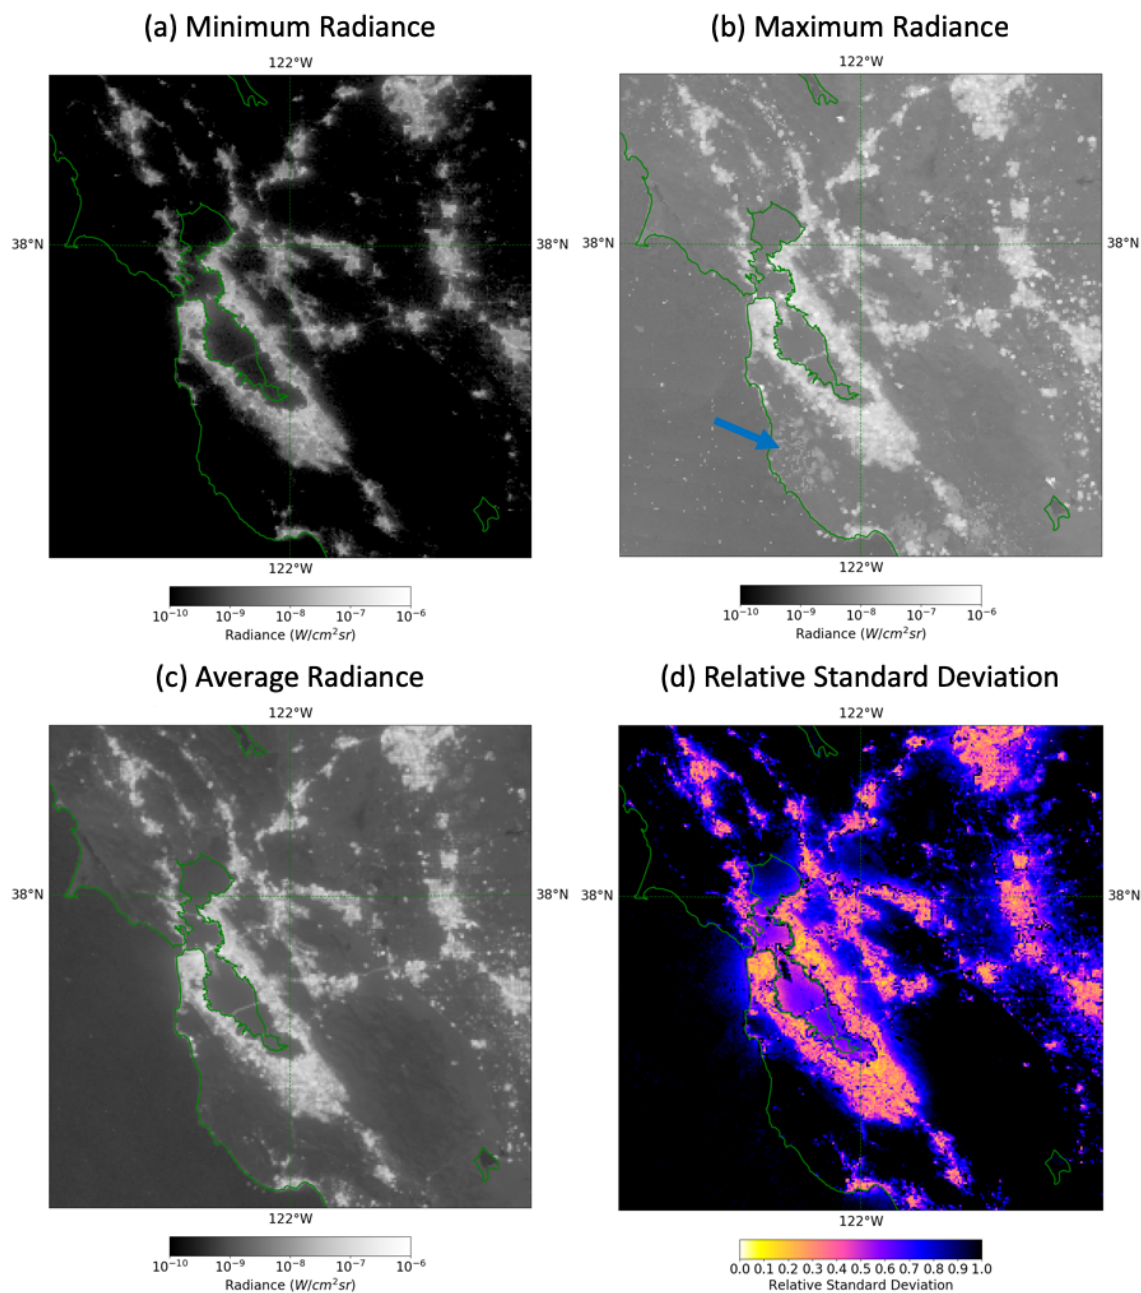 (a) Minimum Radiance
(b) Maximum Radiance
122°W
122°W
38°N
38°N
38°N
122°W
122°W
10⁻¹⁰ 10⁻⁹ 10⁻⁸ 10⁻⁷ 10⁻⁶
Radiance (W/cm²sr)
10⁻¹⁰ 10⁻⁹ 10⁻⁸ 10⁻⁷ 10⁻⁶
Radiance (W/cm²sr)
(c) Average Radiance
(d) Relative Standard Deviation
122°W
122°W
38°N
38°N
122°W
122°W
10⁻¹⁰ 10⁻⁹ 10⁻⁸ 10⁻⁷ 10⁻⁶
Radiance (W/cm²sr)
0.0 0.1 0.2 0.3 0.4 0.5 0.6 0.7 0.8 0.9 1.0
Relative Standard Deviation